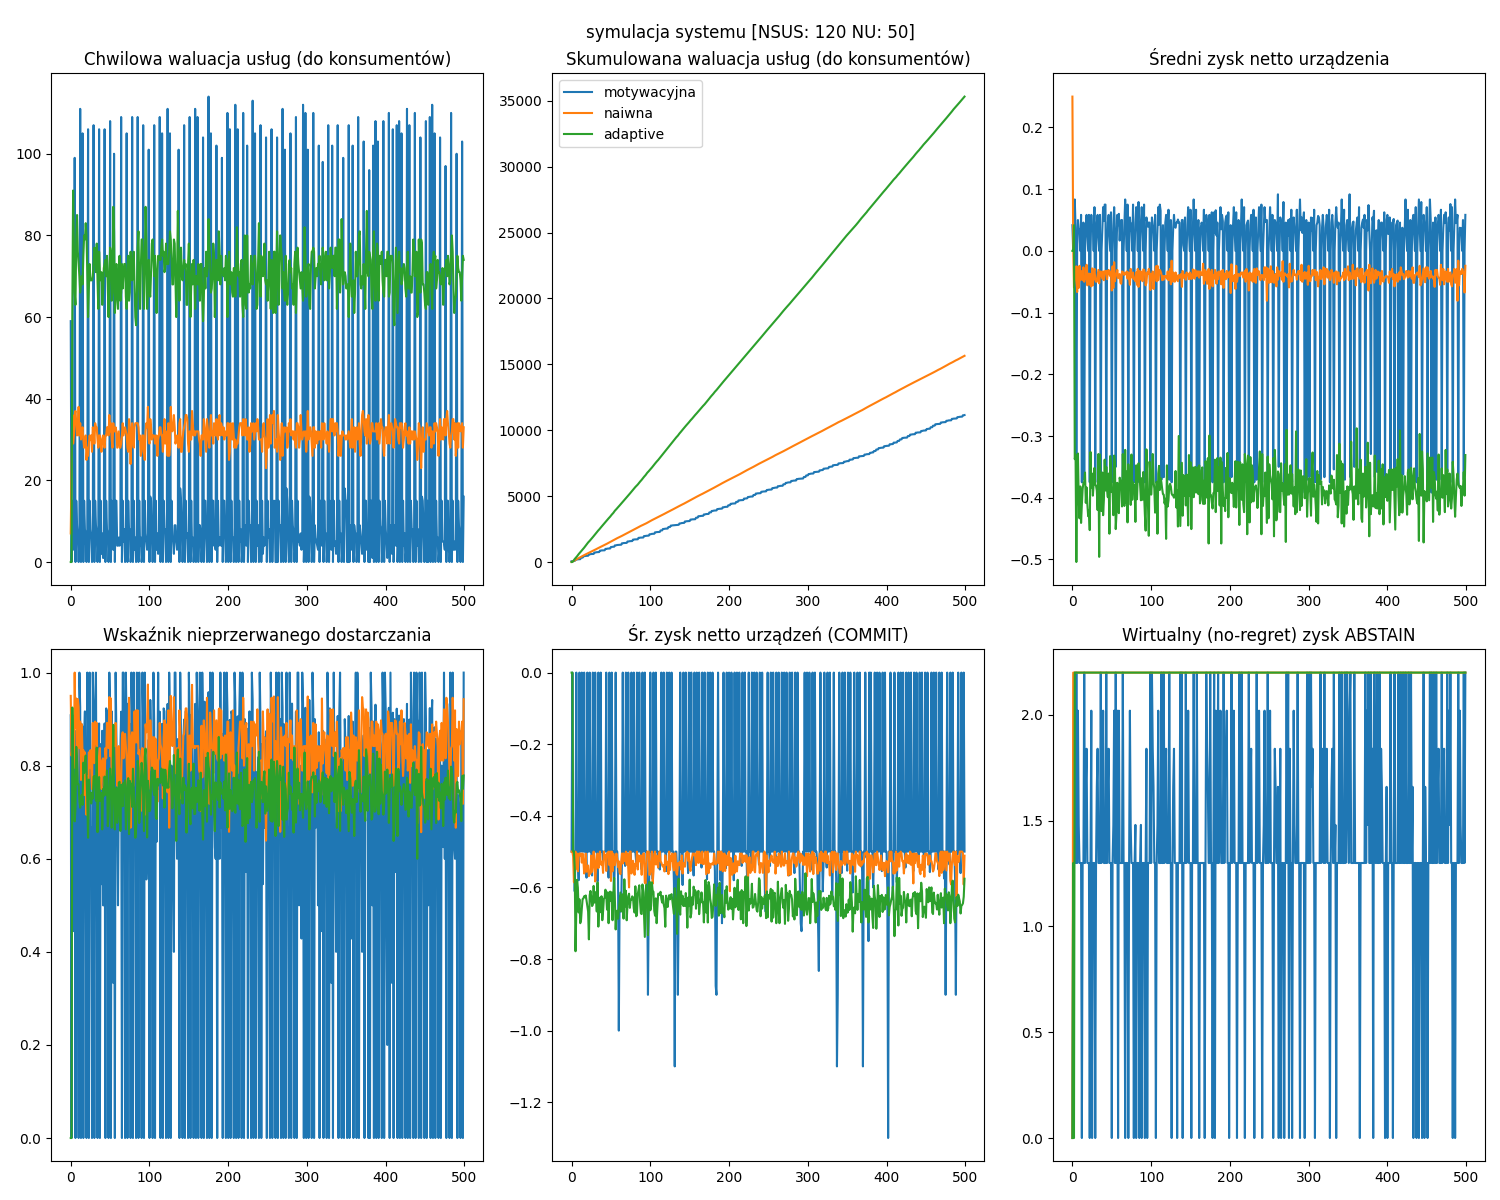 symulacja systemu [NSUS: 120 NU: 50]
Chwilowa waluacja usług (do konsumentów)
100
80
60
40
20
0
0 100 200 300 400 500
Skumulowana waluacja usług (do konsumentów)
motywacyjna
naiwna
adaptive
35000
30000
25000
20000
15000
10000
5000
0
0 100 200 300 400 500
Średni zysk netto urządzenia
0.2
0.1
0.0
−0.1
−0.2
−0.3
−0.4
−0.5
0 100 200 300 400 500
Wskaźnik nieprzerwanego dostarczania
1.0
0.8
0.6
0.4
0.2
0.0
0 100 200 300 400 500
Śr. zysk netto urządzeń (COMMIT)
0.0
−0.2
−0.4
−0.6
−0.8
−1.0
−1.2
0 100 200 300 400 500
Wirtualny (no-regret) zysk ABSTAIN
2.0
1.5
1.0
0.5
0.0
0 100 200 300 400 500